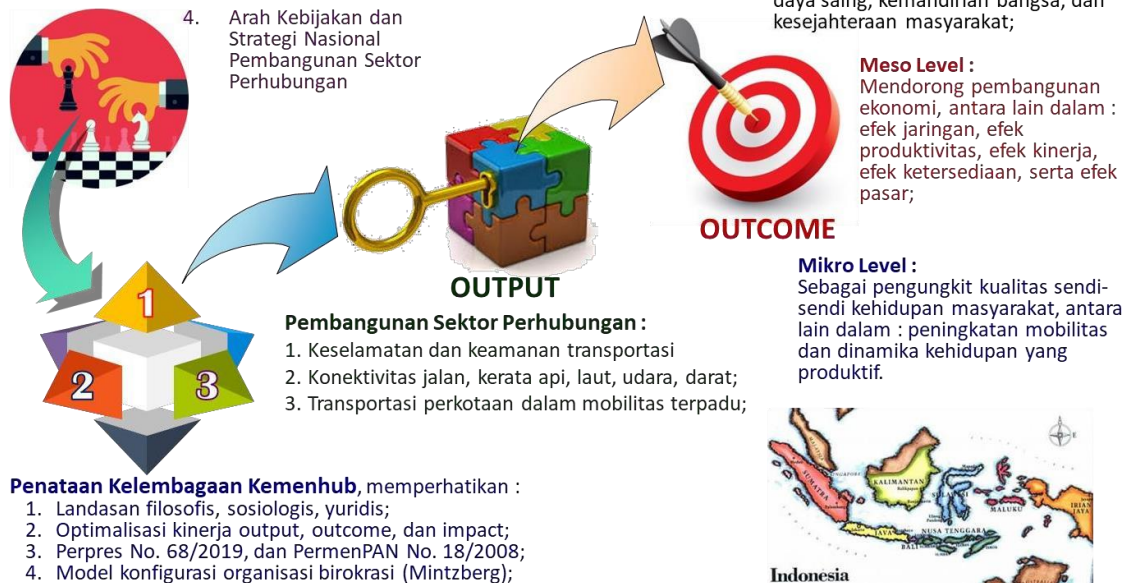 4. Arah Kebijakan dan
Strategi Nasional
Pembangunan Sektor
Perhubungan
daya saing, kemandirian bangsa, dan
kesejahteraan masyarakat;
Meso Level :
Mendorong pembangunan
ekonomi, antara lain dalam :
efek jaringan, efek
produktivitas, efek kinerja,
efek ketersediaan, serta efek
pasar;
OUTCOME
Mikro Level :
Sebagai pengungkit kualitas sendi-
sendi kehidupan masyarakat, antara
lain dalam : peningkatan mobilitas
dan dinamika kehidupan yang
produktif.
OUTPUT
Pembangunan Sektor Perhubungan :
1. Keselamatan dan keamanan transportasi
2. Konektivitas jalan, kerata api, laut, udara, darat;
3. Transportasi perkotaan dalam mobilitas terpadu;
1
2
3
Penataan Kelembagaan Kemenhub, memperhatikan :
1. Landasan filosofis, sosiologis, yuridis;
2. Optimalisasi kinerja output, outcome, dan impact;
3. Perpres No. 68/2019, dan PermenPAN No. 18/2008;
4. Model konfigurasi organisasi birokrasi (Mintzberg);
E
SUMATRA
KALIMANTAN
MALUKU
IRIAN
JAYA
JAVA
NUSA TENGGARA
BALI
Indonesia